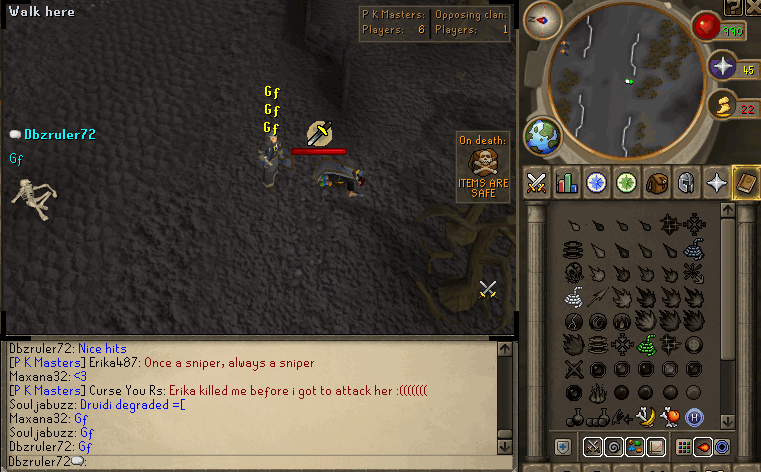 Walk here
P K Masters: Opposing clan:
Players: 6 Players: 1
990
45
22
Gf
Gf
Gf
Dbzruler72
Gf
On death:
ITEMS ARE
SAFE
Dbzruler72: Nice hits
[P K Masters] Erika487: Once a sniper, always a sniper
Maxana32: <3
[P K Masters] Curse You Rs: Erika killed me before i got to attack her :(((((((
Souljabuzz: Druidi degraded =[
Maxana32: Gf
Souljabuzz: Gf
Dbzruler72: Gf
Dbzruler72:
H